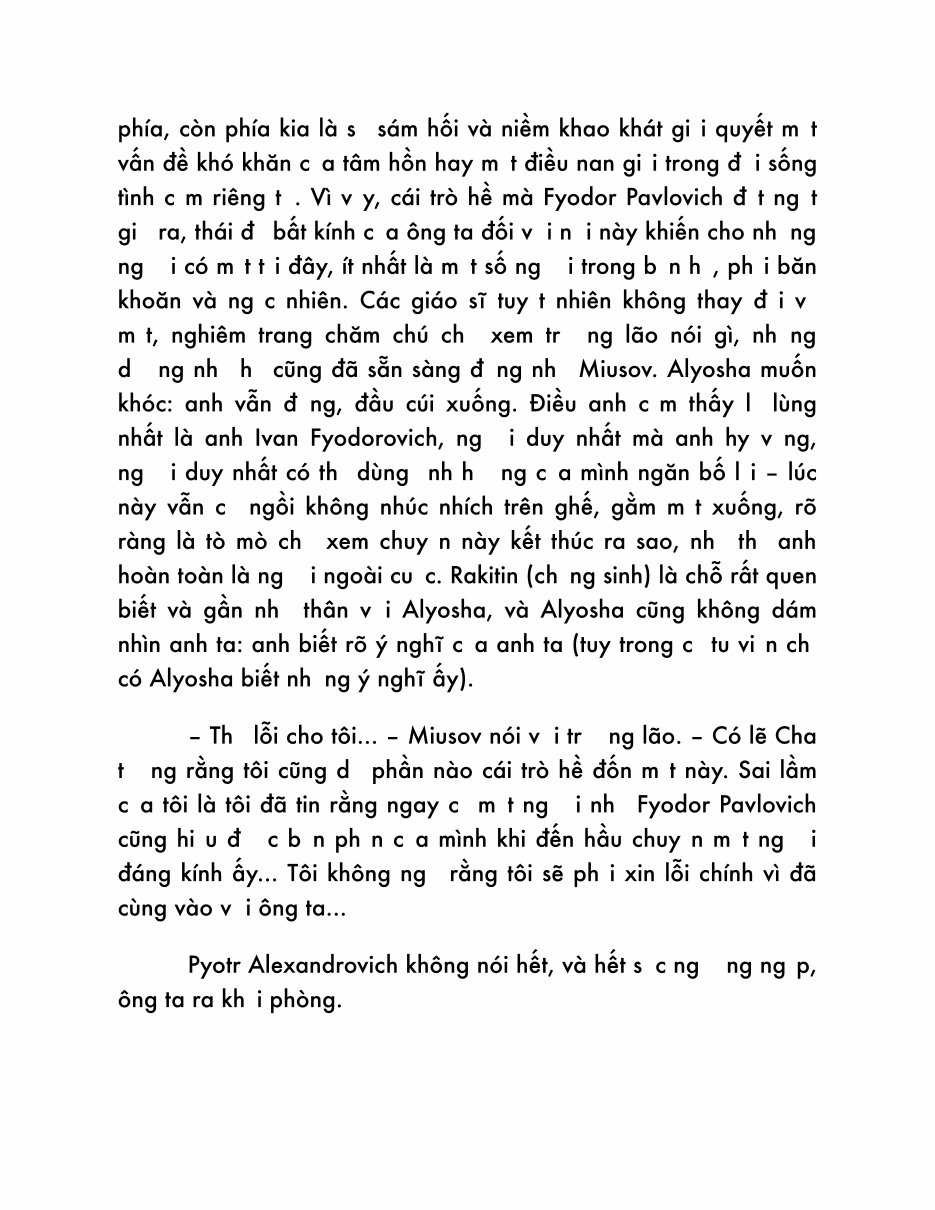 phía, còn phía kia là s sám hối và niềm khao khát gi i quyết m t
vấn đề khó khăn c a tâm hồn hay m t điều nan gi i trong đ i sống
tình c m riêng t . Vì v y, cái trò hề mà Fyodor Pavlovich đ t ng t
gi ra, thái đ bất kính c a ông ta đối v i n i này khiến cho nh ng
ng i có m t t i đây, ít nhất là m t số ng i trong b n h , ph i băn
khoăn và ng c nhiên. Các giáo sĩ tuy t nhiên không thay đ i v
m t, nghiêm trang chăm chú ch xem tr ng lão nói gì, nh ng
d ng nh h cũng đã sẵn sàng đ ng nh Miusov. Alyosha muốn
khóc: anh vẫn đ ng, đầu cúi xuống. Điều anh c m thấy l lùng
nhất là anh Ivan Fyodorovich, ng i duy nhất mà anh hy v ng,
ng i duy nhất có th dùng nh h ng c a mình ngăn bố l i – lúc
này vẫn c ngồi không nhúc nhích trên ghế, gằm m t xuống, rõ
ràng là tò mò ch xem chuy n này kết thúc ra sao, nh th anh
hoàn toàn là ng i ngoài cu c. Rakitin (ch ng sinh) là chỗ rất quen
biết và gần nh thân v i Alyosha, và Alyosha cũng không dám
nhìn anh ta: anh biết rõ ý nghĩ c a anh ta (tuy trong c tu vi n ch
có Alyosha biết nh ng ý nghĩ ấy).
– Th lỗi cho tôi... – Miusov nói v i tr ng lão. – Có lẽ Cha
t ng rằng tôi cũng d phần nào cái trò hề đốn m t này. Sai lầm
c a tôi là tôi đã tin rằng ngay c m t ng i nh Fyodor Pavlovich
cũng hi u đ c b n ph n c a mình khi đến hầu chuy n m t ng i
đáng kính ấy... Tôi không ng rằng tôi sẽ ph i xin lỗi chính vì đã
cùng vào v i ông ta...
Pyotr Alexandrovich không nói hết, và hết s c ng ng ng p,
ông ta ra kh i phòng.